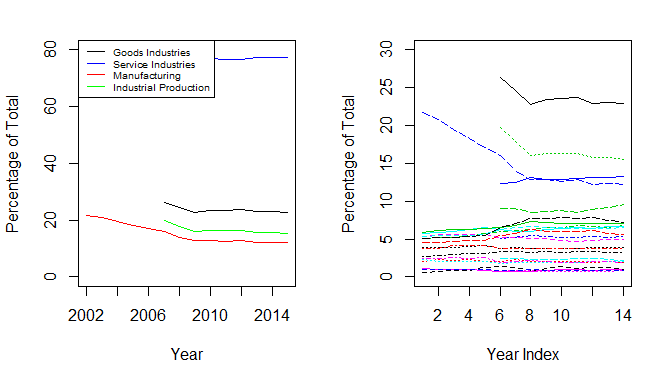 Percentage of Total
80
60
40
20
0
Goods Industries
Service Industries
Manufacturing
Industrial Production
2002
2006
2010
2014
Year
Percentage of Total
30
25
20
15
10
5
0
2
4
6
8
10
14
Year Index